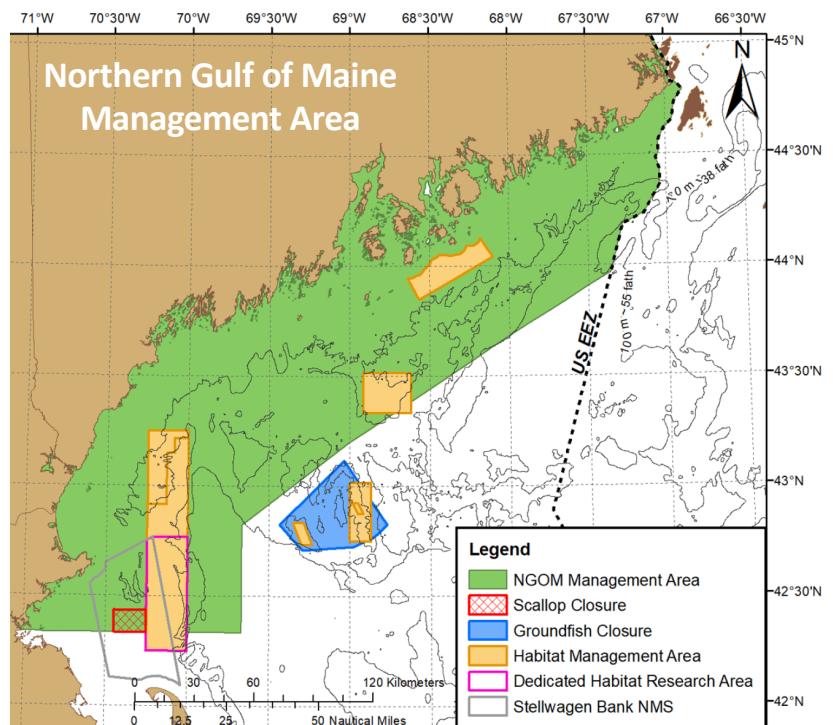 71°W 70°30'W 70°W 69°30'W 69°W 68°30'W 68°W 67°30'W 67°W 66°30'W
45°N
Northern Gulf of Maine
Management Area
N
44°30'N
44°N
43°30'N
43°N
42°30'N
42°N
US EEZ
100 m ~55 fath
Legend
NGOM Management Area
Scallop Closure
Groundfish Closure
Habitat Management Area
Dedicated Habitat Research Area
Stellwagen Bank NMS
0 30 60 120 Kilometers
0 12.5 25 50 Nautical Miles